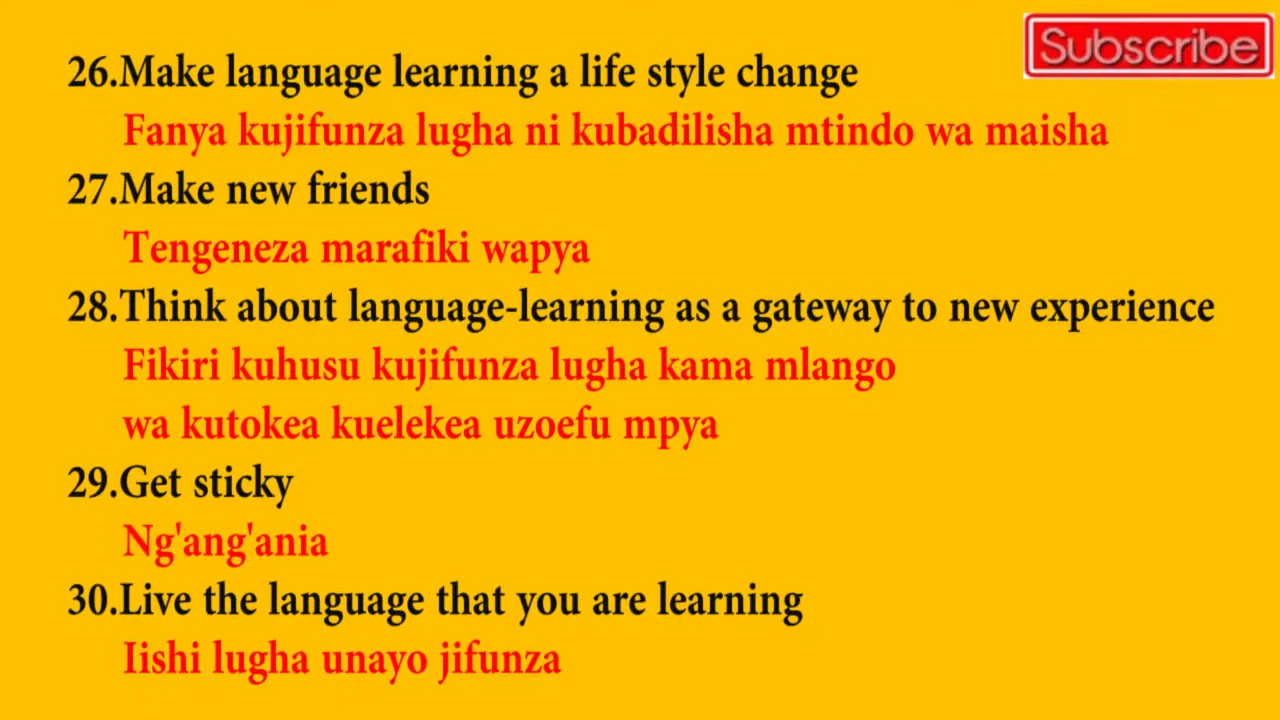 Subscribe
26.Make language learning a life style change
Fanya kujifunza lugha ni kubadilisha mtindo wa maisha
27.Make new friends
Tengeneza marafiki wapya
28.Think about language-learning as a gateway to new experience
Fikiri kuhusu kujifunza lugha kama mlango
wa kutokea kuelekea uzoefu mpya
29.Get sticky
Ng'ang'ania
30.Live the language that you are learning
Iishi lugha unayo jifunza